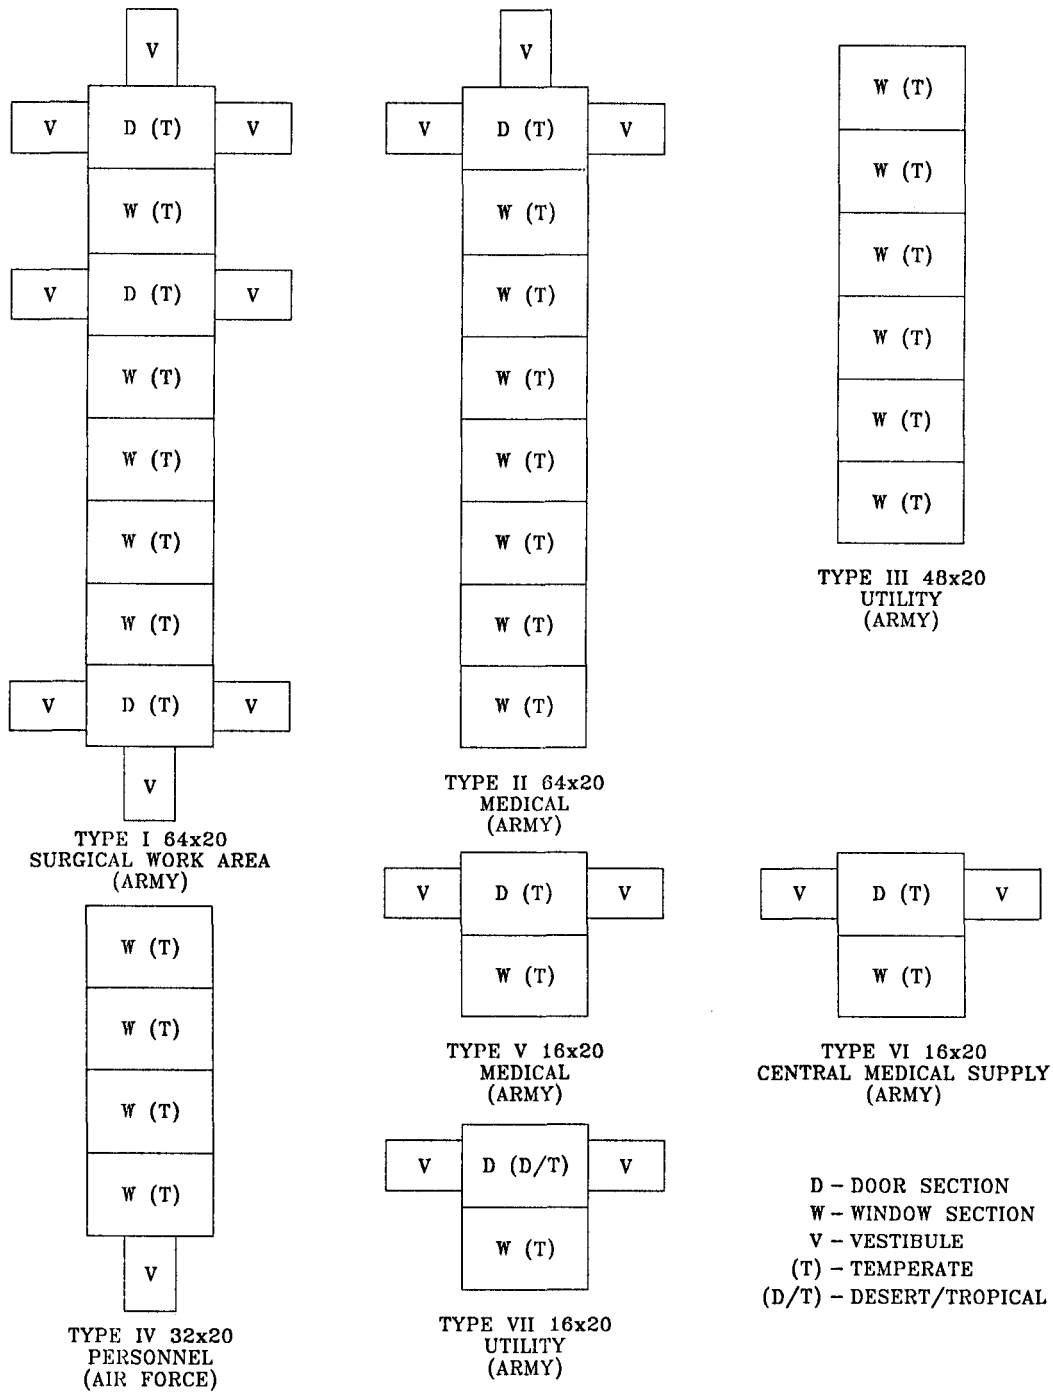 V
V D (T) V
W (T)
V D (T) V
W (T)
W (T)
W (T)
W (T)
V D (T) V
V
TYPE I 64x20
SURGICAL WORK AREA
(ARMY)
V
V D (T) V
W (T)
W (T)
W (T)
W (T)
W (T)
W (T)
W (T)
TYPE II 64x20
MEDICAL
(ARMY)
W (T)
W (T)
W (T)
W (T)
W (T)
W (T)
TYPE III 48x20
UTILITY
(ARMY)
W (T)
W (T)
W (T)
W (T)
V
TYPE IV 32x20
PERSONNEL
(AIR FORCE)
V D (T) V
W (T)
TYPE V 16x20
MEDICAL
(ARMY)
V D (T) V
W (T)
TYPE VI 16x20
CENTRAL MEDICAL SUPPLY
(ARMY)
V D (D/T) V
W (T)
TYPE VII 16x20
UTILITY
(ARMY)
D – DOOR SECTION
W – WINDOW SECTION
V – VESTIBULE
(T) – TEMPERATE
(D/T) – DESERT/TROPICAL